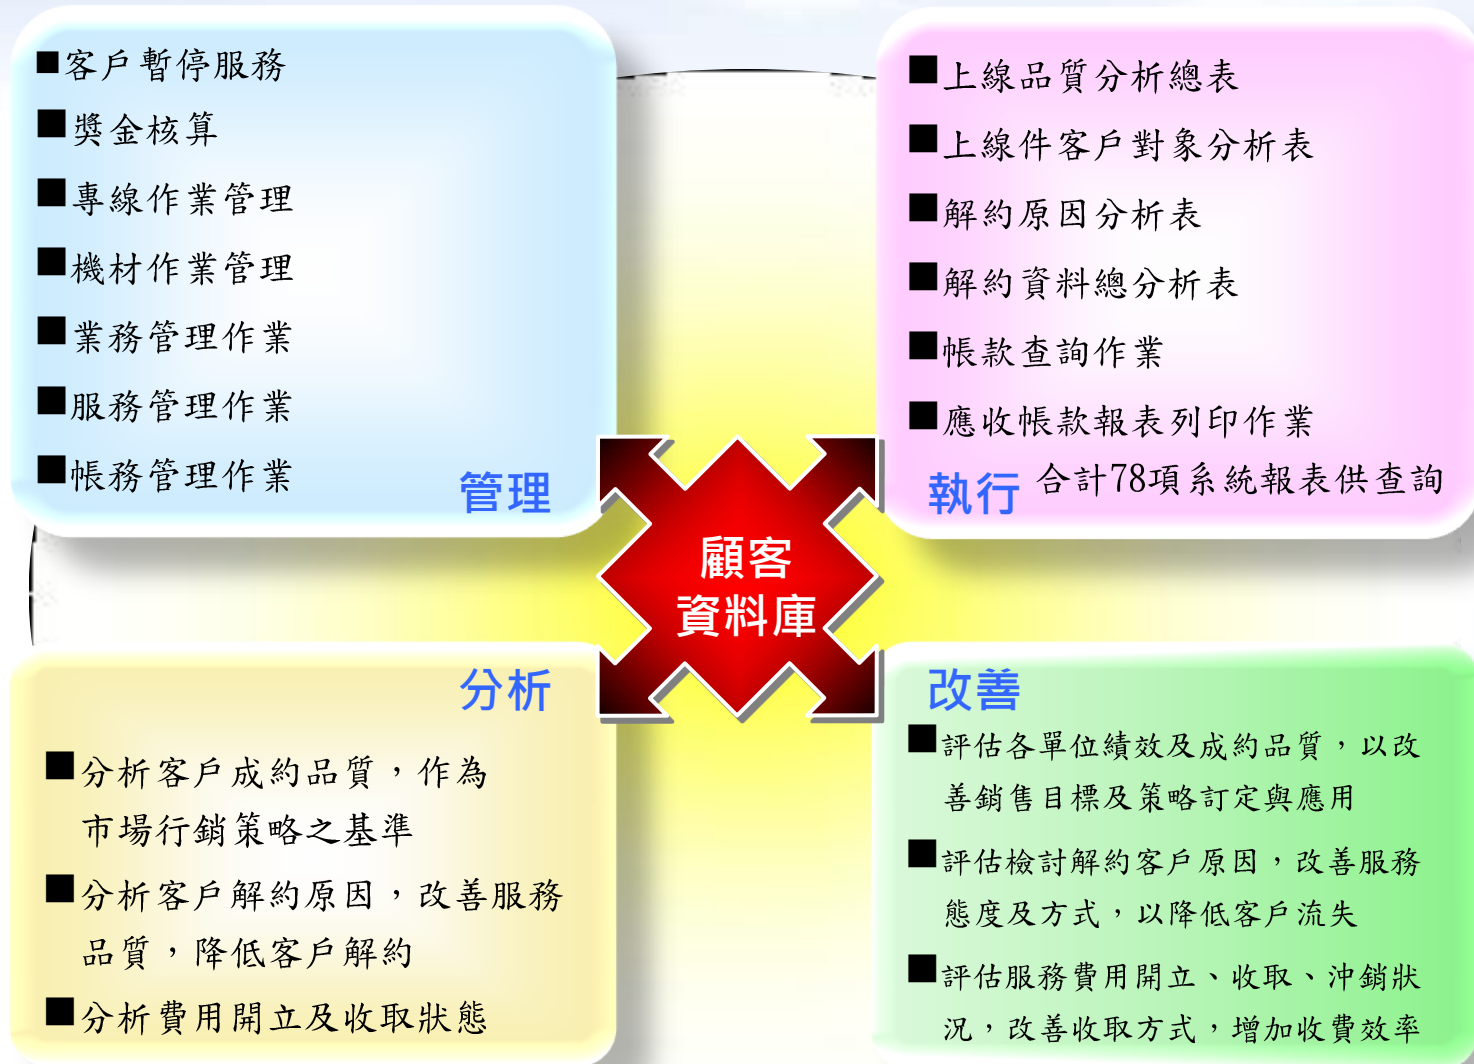 ■客戶暫停服務
■獎金核算
■專線作業管理
■機材作業管理
■業務管理作業
■服務管理作業
■帳務管理作業
管理
■上線品質分析總表
■上線件客戶對象分析表
■解約原因分析表
■解約資料總分析表
■帳款查詢作業
■應收帳款報表列印作業
執行 合計78項系統報表供查詢
顧客
資料庫
分析
■分析客戶成約品質，作為
市場行銷策略之基準
■分析客戶解約原因，改善服務
品質，降低客戶解約
■分析費用開立及收取狀態
改善
■評估各單位績效及成約品質，以改
善銷售目標及策略訂定與應用
■評估檢討解約客戶原因，改善服務
態度及方式，以降低客戶流失
■評估服務費用開立、收取、沖銷狀
況，改善收取方式，增加收費效率